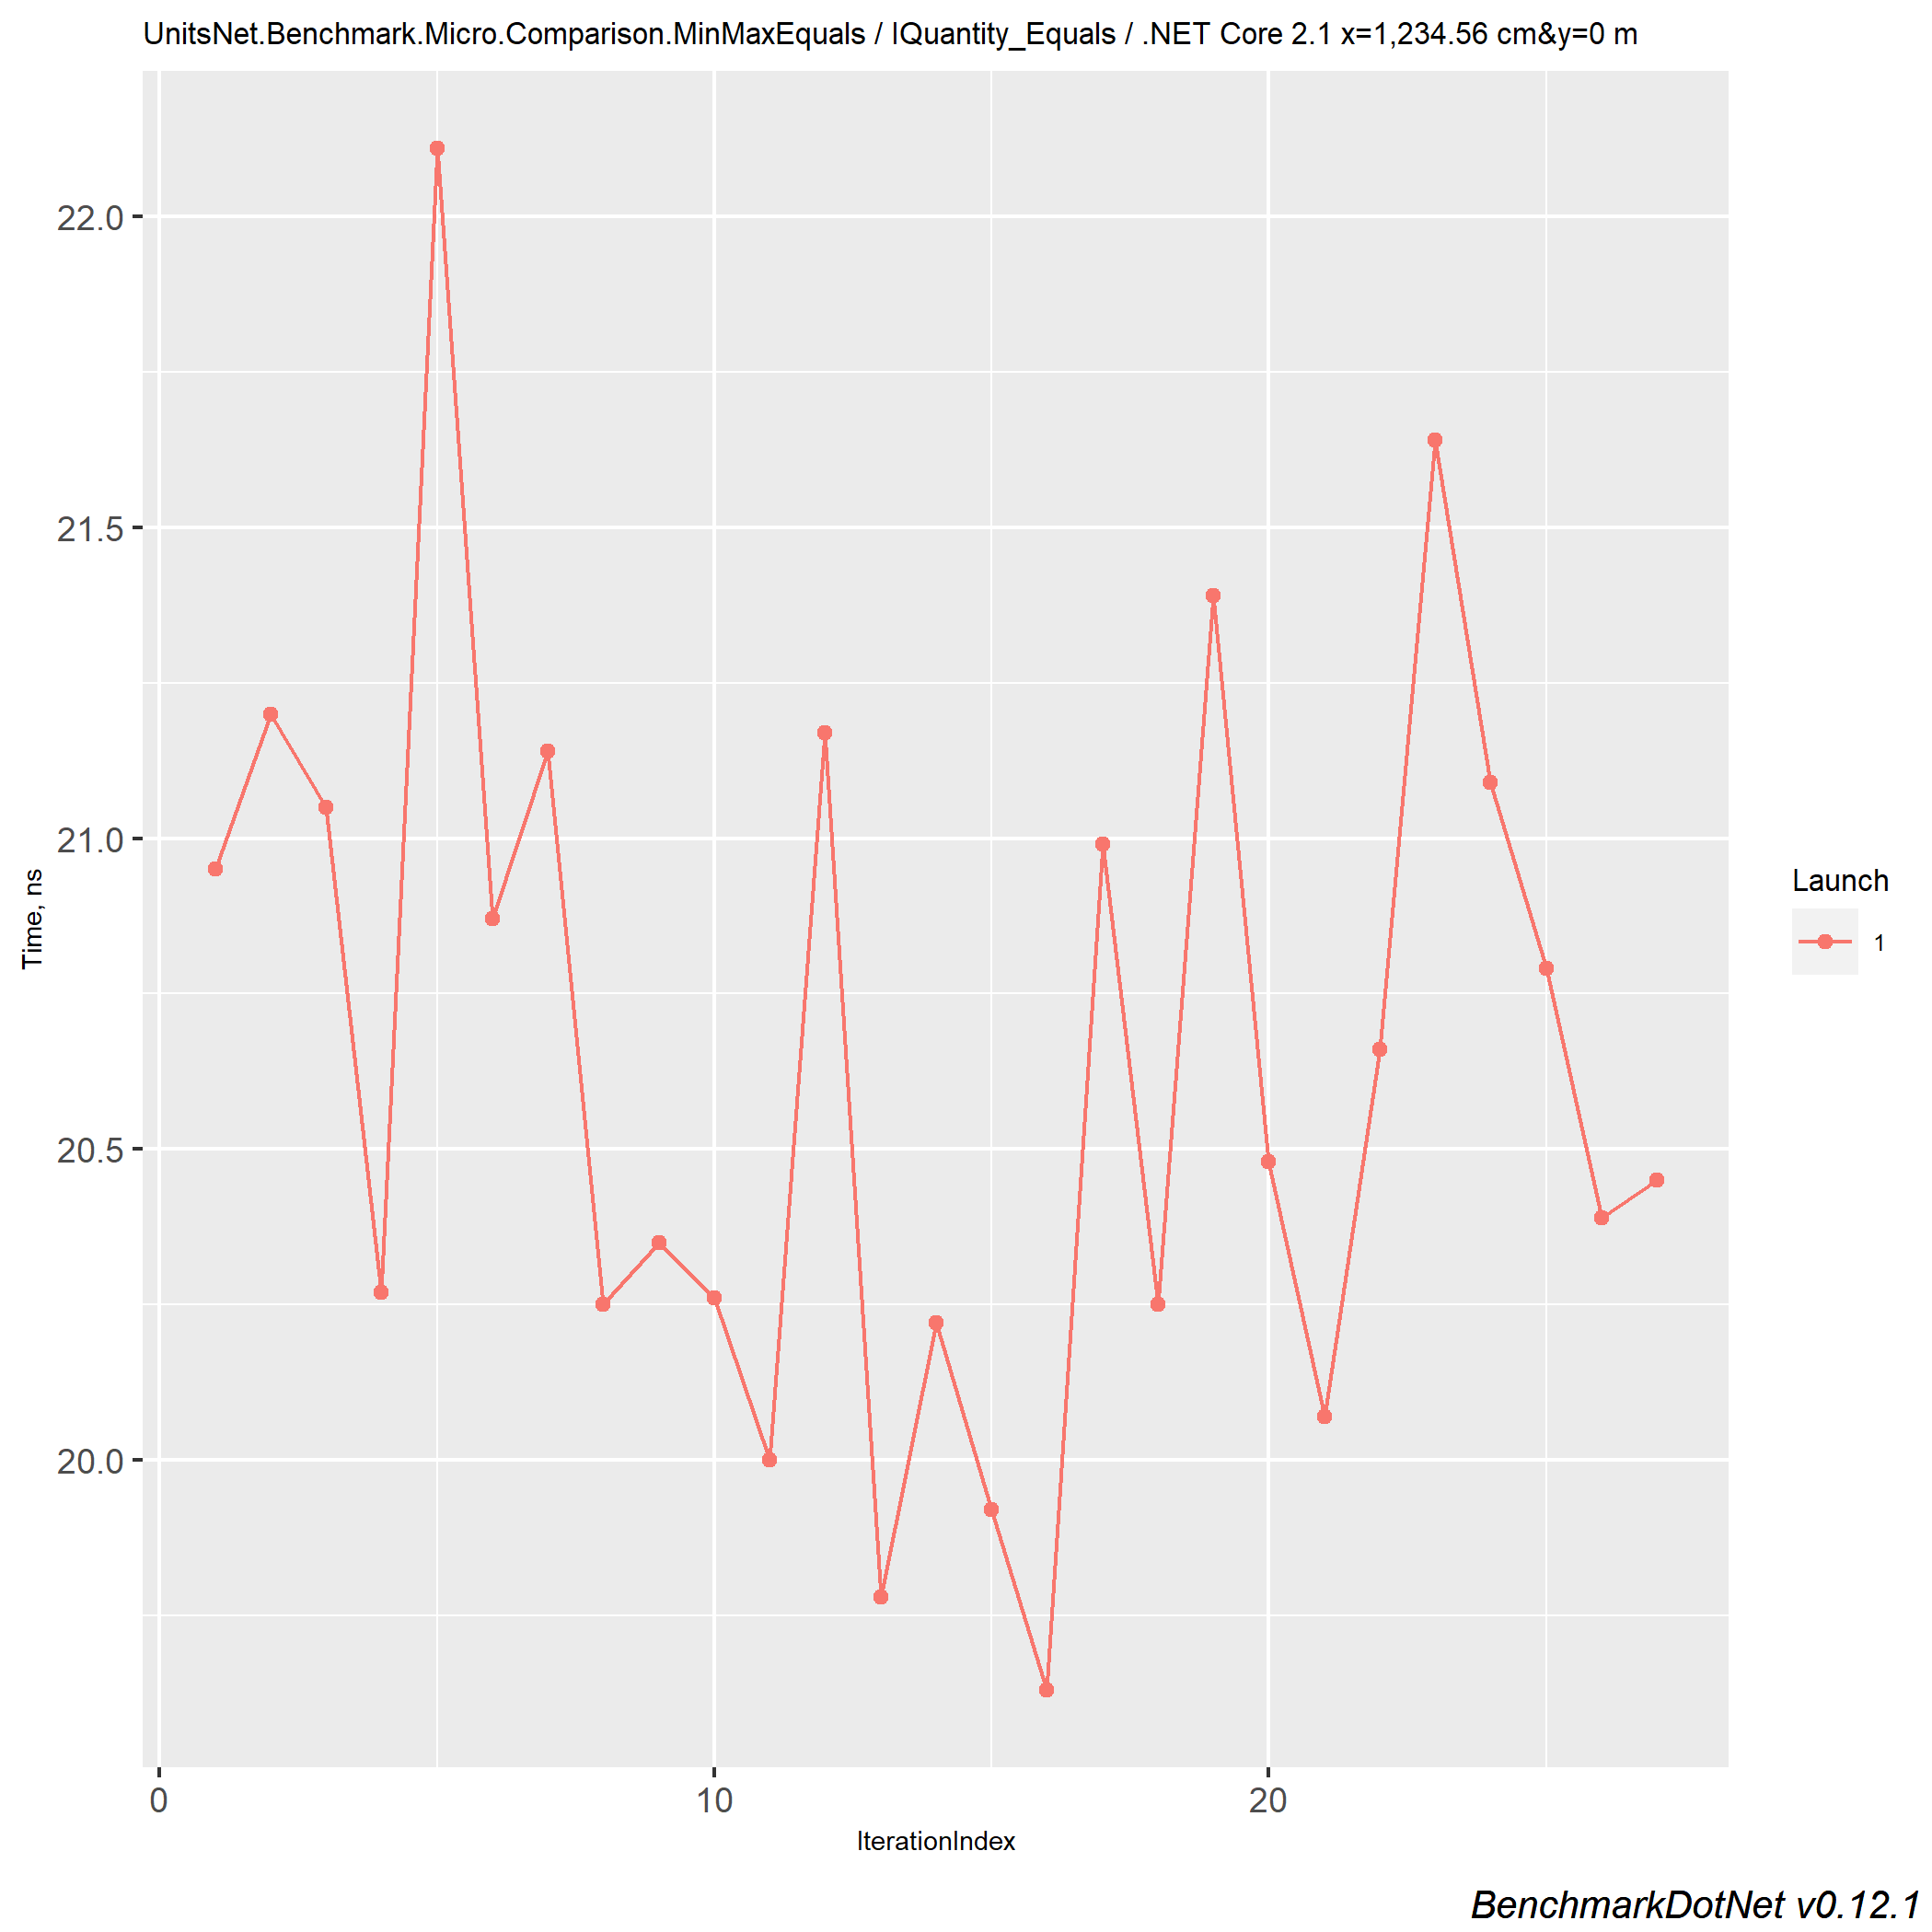 UnitsNet.Benchmark.Micro.Comparison.MinMaxEquals / IQuantity_Equals / .NET Core 2.1 x=1,234.56 cm&y=0 m
22.0
21.5
21.0
20.5
20.0
Time, ns
0 10 20
IterationIndex
Launch
1
BenchmarkDotNet v0.12.1